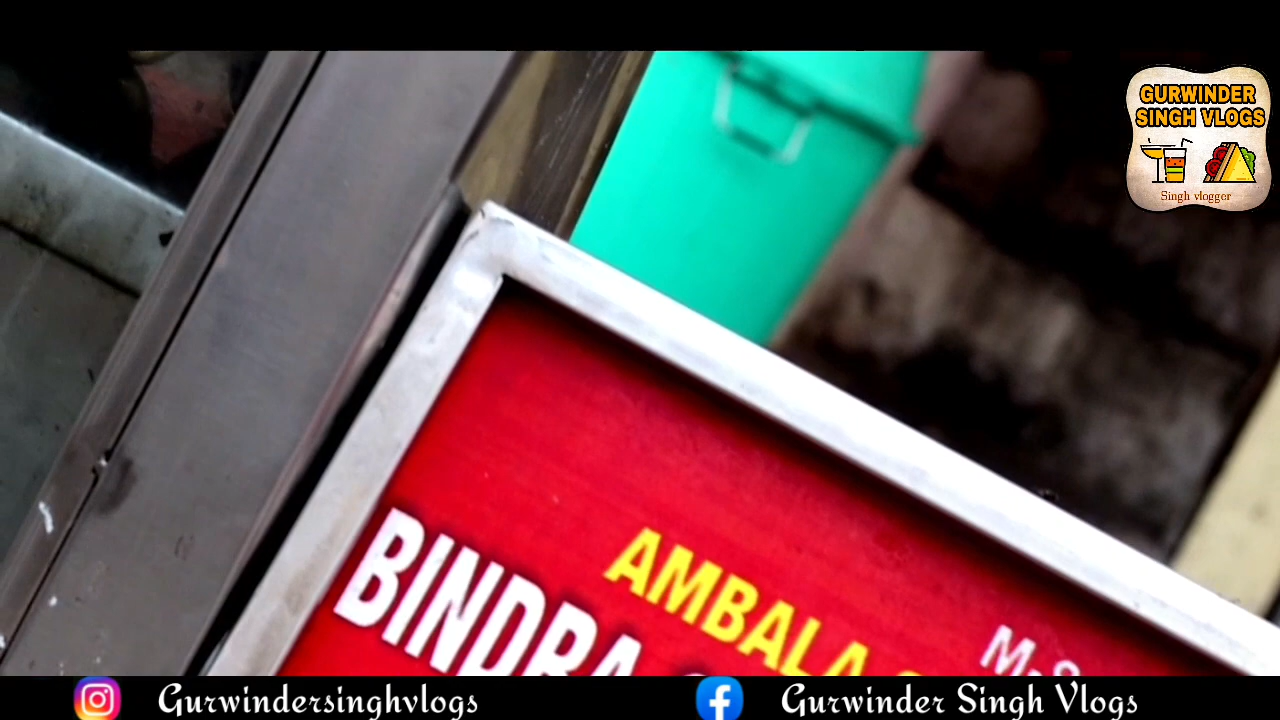 GURWINDER
SINGH VLOGS
Singh vlogger
AMBALA
BINDRA
Gurwindersinghvlogs
Gurwinder Singh Vlogs